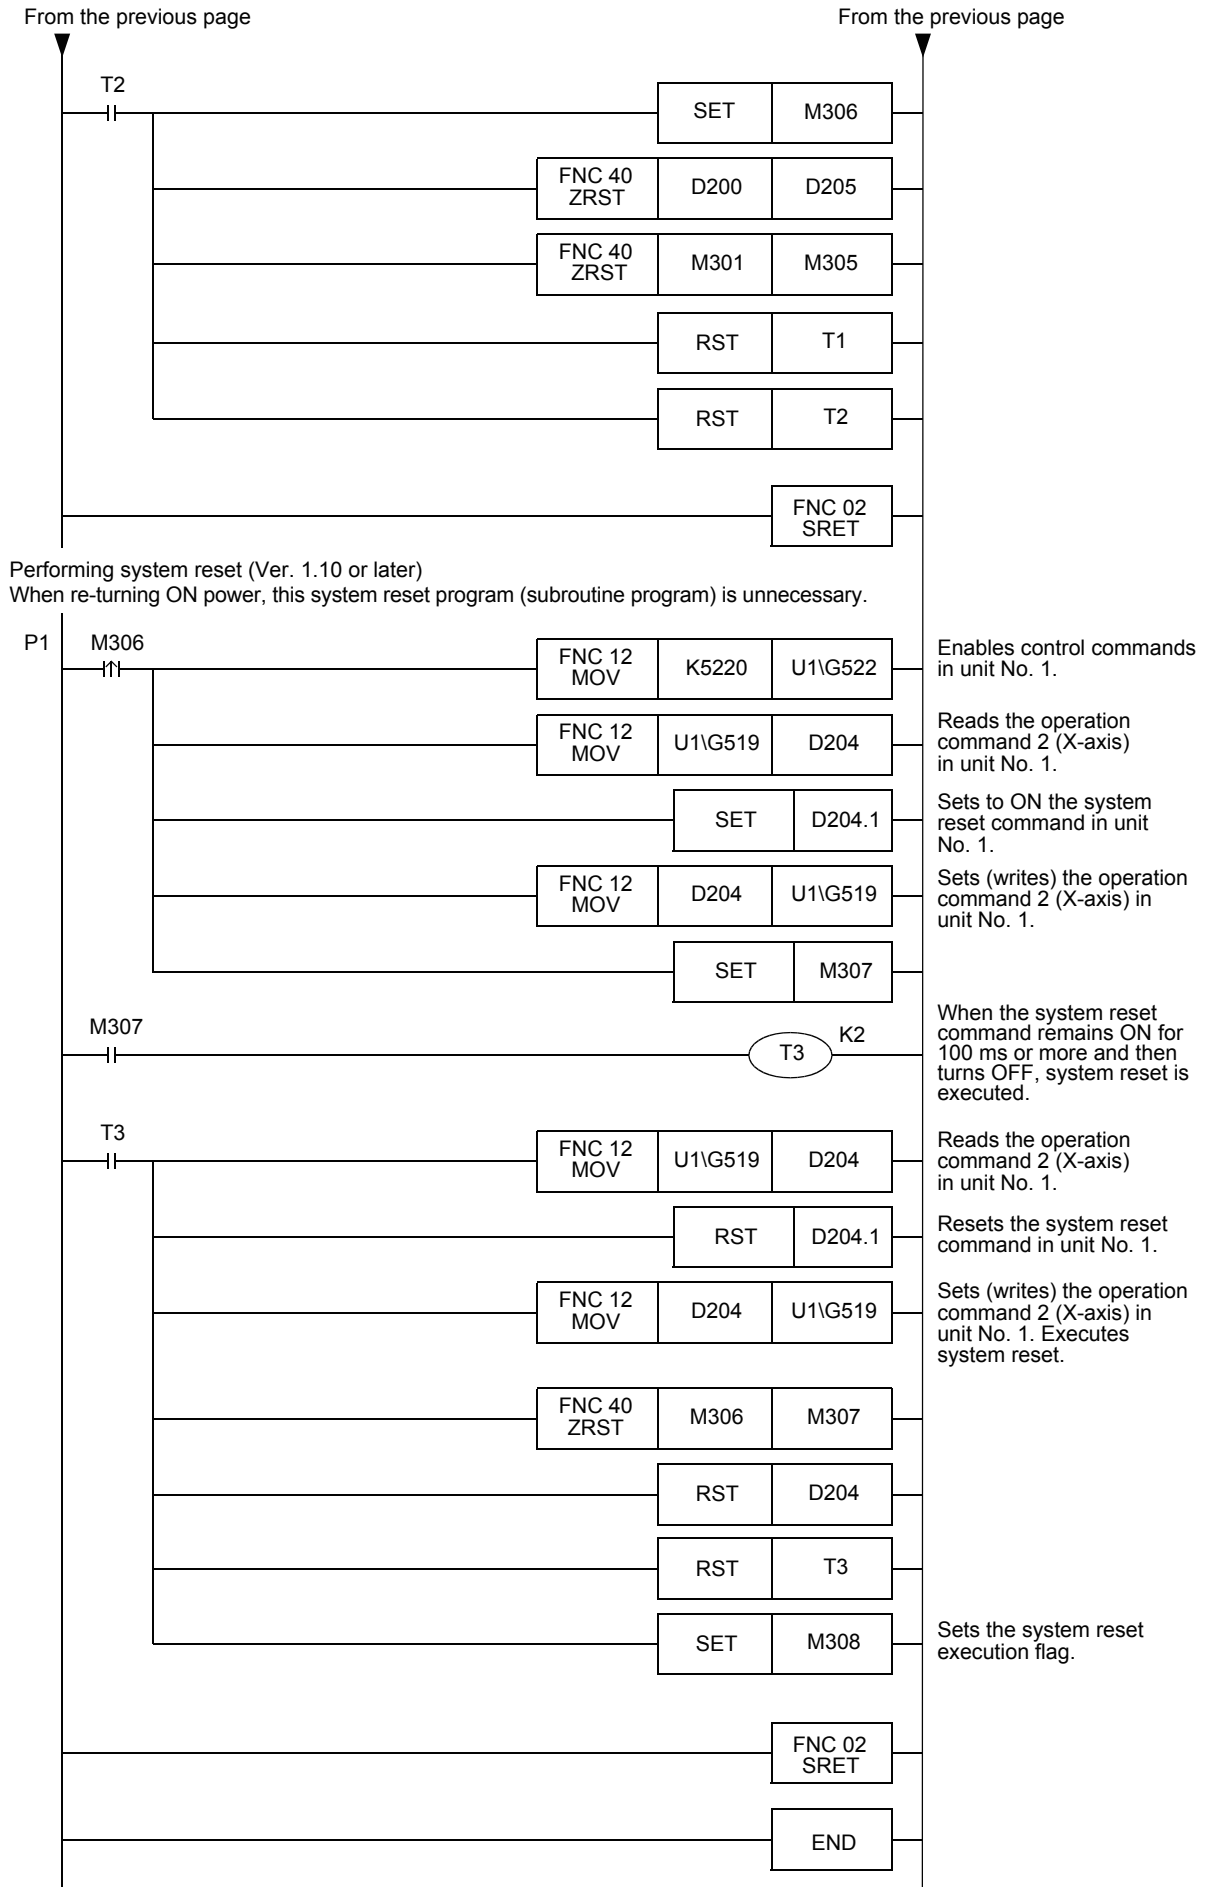 From the previous page
From the previous page
T2
SET M306
FNC 40
ZRST D200 D205
FNC 40
ZRST M301 M305
RST T1
RST T2
FNC 02
SRET
Performing system reset (Ver. 1.10 or later)
When re-turning ON power, this system reset program (subroutine program) is unnecessary.
P1 M306
FNC 12
MOV K5220 U1\G522
Enables control commands
in unit No. 1.
FNC 12
MOV U1\G519 D204
Reads the operation
command 2 (X-axis)
in unit No. 1.
SET D204.1
Sets to ON the system
reset command in unit
No. 1.
FNC 12
MOV D204 U1\G519
Sets (writes) the operation
command 2 (X-axis) in
unit No. 1.
SET M307
M307
T3 K2
When the system reset
command remains ON for
100 ms or more and then
turns OFF, system reset is
executed.
T3
FNC 12
MOV U1\G519 D204
Reads the operation
command 2 (X-axis)
in unit No. 1.
RST D204.1
Resets the system reset
command in unit No. 1.
FNC 12
MOV D204 U1\G519
Sets (writes) the operation
command 2 (X-axis) in
unit No. 1. Executes
system reset.
FNC 40
ZRST M306 M307
RST D204
RST T3
SET M308
Sets the system reset
execution flag.
FNC 02
SRET
END